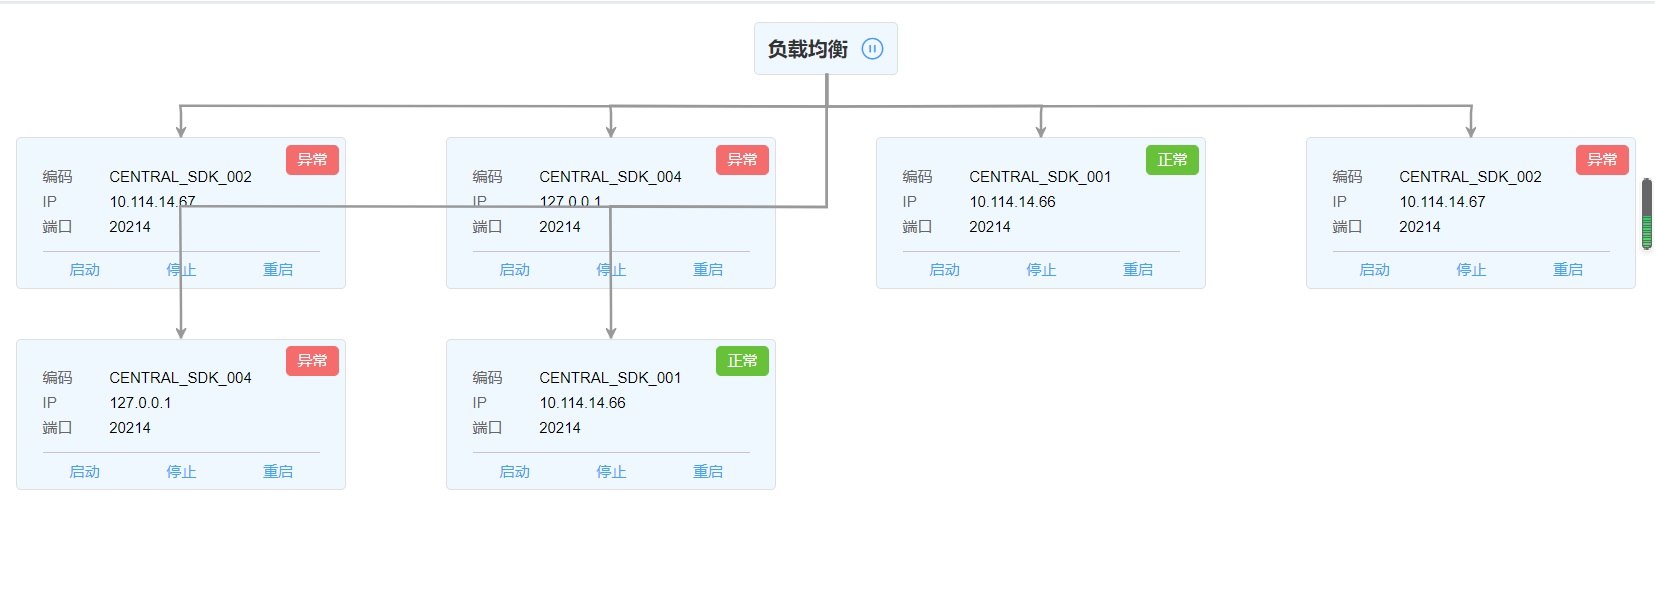 负载均衡
异常
编码 CENTRAL_SDK_002
IP 10.114.14.67
端口 20214
启动 停止 重启
异常
编码 CENTRAL_SDK_004
IP 127.0.0.1
端口 20214
启动 停止 重启
正常
编码 CENTRAL_SDK_001
IP 10.114.14.66
端口 20214
启动 停止 重启
异常
编码 CENTRAL_SDK_002
IP 10.114.14.67
端口 20214
启动 停止 重启
异常
编码 CENTRAL_SDK_004
IP 127.0.0.1
端口 20214
启动 停止 重启
正常
编码 CENTRAL_SDK_001
IP 10.114.14.66
端口 20214
启动 停止 重启